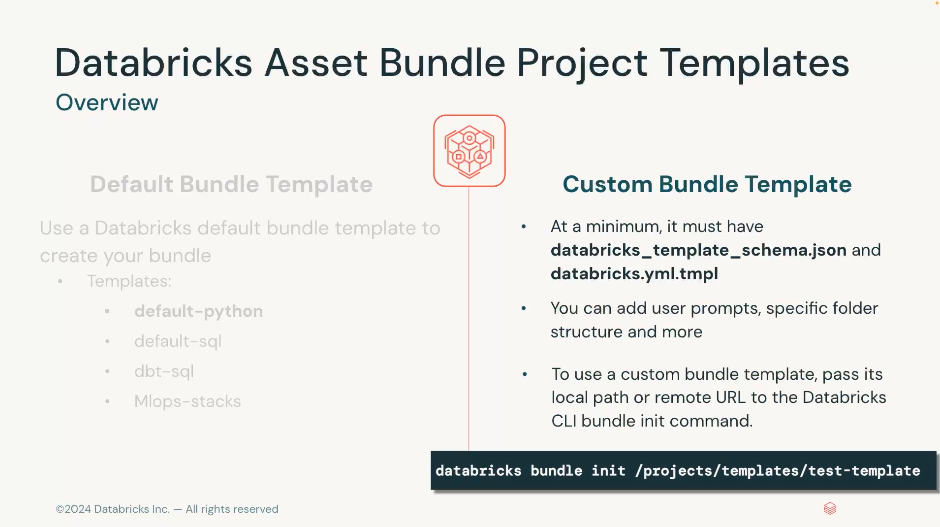 Databricks Asset Bundle Project Templates
Overview
Default Bundle Template
Use a Databricks default bundle template to
create your bundle
• Templates:
• default-python
• default-sql
• dbt-sql
• Mlops-stacks
Custom Bundle Template
• At a minimum, it must have
databricks_template_schema.json and
databricks.yml.tmpl
• You can add user prompts, specific folder
structure and more
• To use a custom bundle template, pass its
local path or remote URL to the Databricks
CLI bundle init command.
databricks bundle init /projects/templates/test-template
©2024 Databricks Inc. — All rights reserved